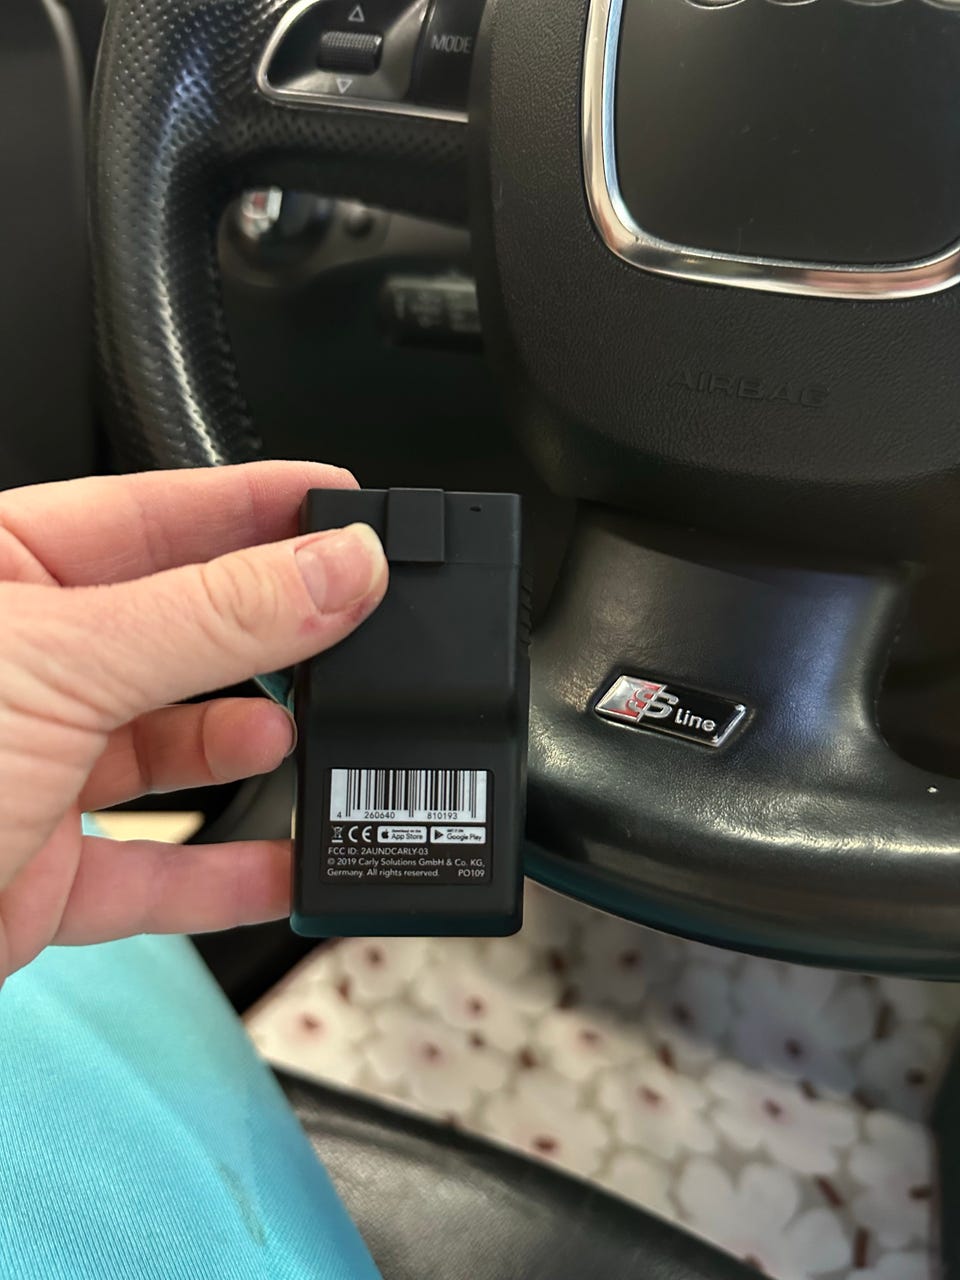 MODE
AIRBAG
S line
4 260640 810193
CE Download on the App Store GET IT ON Google Play
FCC ID: 2AUNDCARLY-03
© 2019 Carly Solutions GmbH & Co. KG,
Germany. All rights reserved. PO109